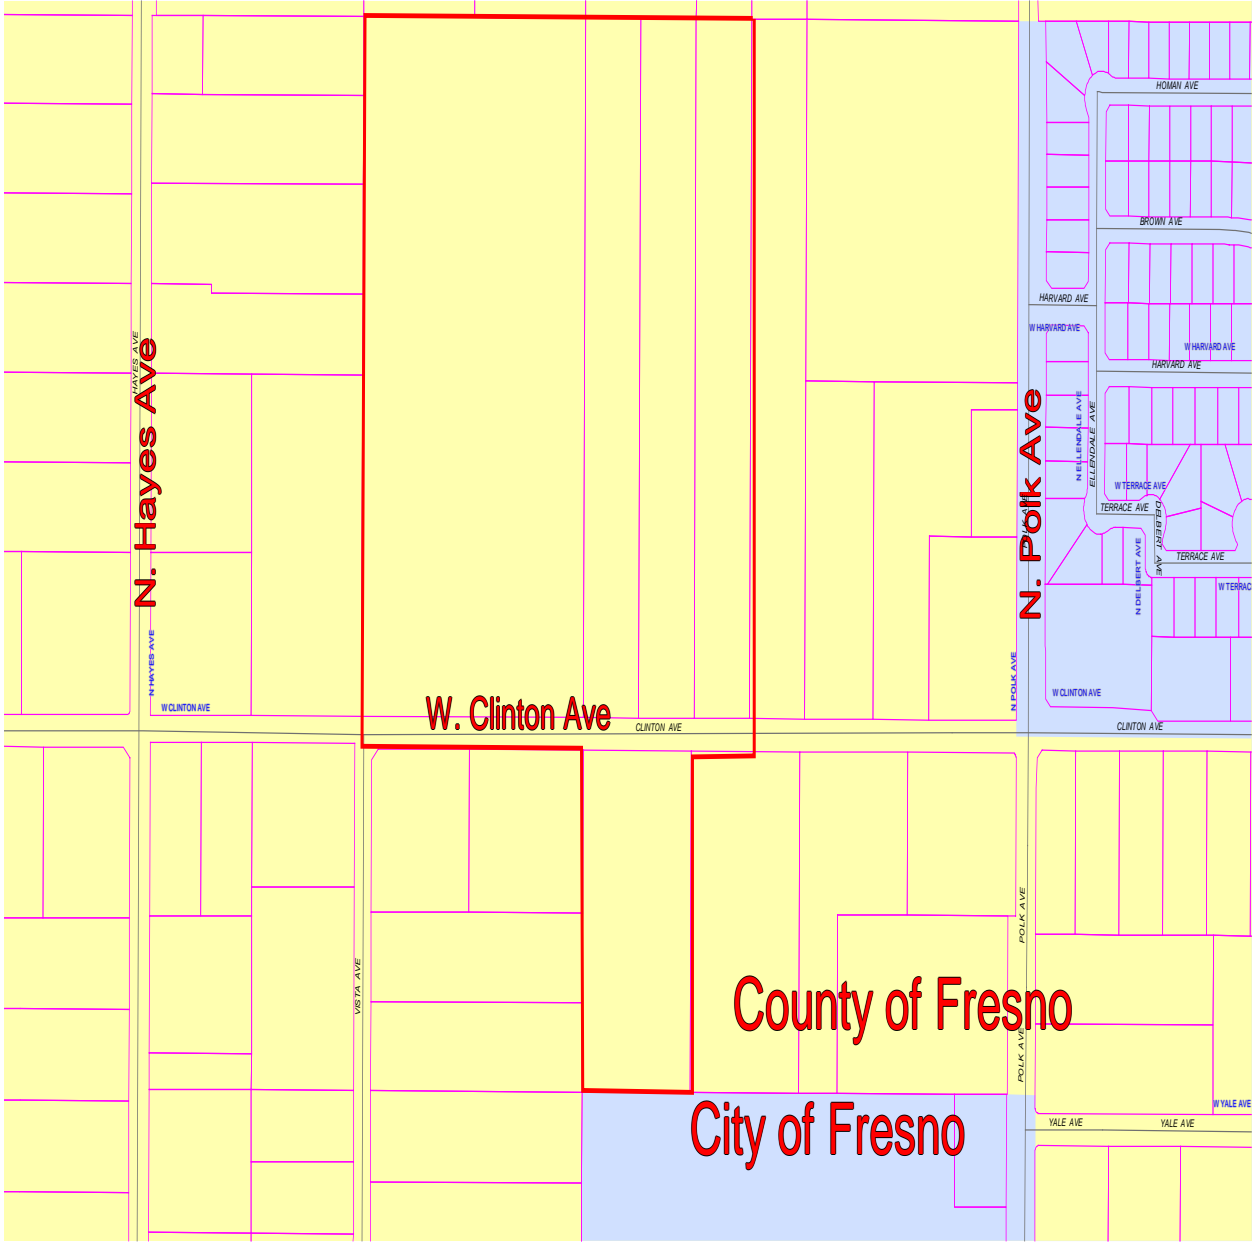 HOMAN AVE
BROWN AVE
HARVARD AVE
W HARVARD AVE
W HARVARD AVE
HARVARD AVE
HAYES AVE
N. Hayes Ave
N. Polk Ave
N ELLENDALE AVE
ELLENDALE AVE
W TERRACE AVE
TERRACE AVE
DELBERT AVE
N DELBERT AVE
TERRACE AVE
W TERRAC
N HAYES AVE
N POLK AVE
W CLINTON AVE
W CLINTON AVE
W. Clinton Ave
CLINTON AVE
CLINTON AVE
POLK AVE
VISTA AVE
County of Fresno
POLK AVE
City of Fresno
W YALE AVE
YALE AVE
YALE AVE